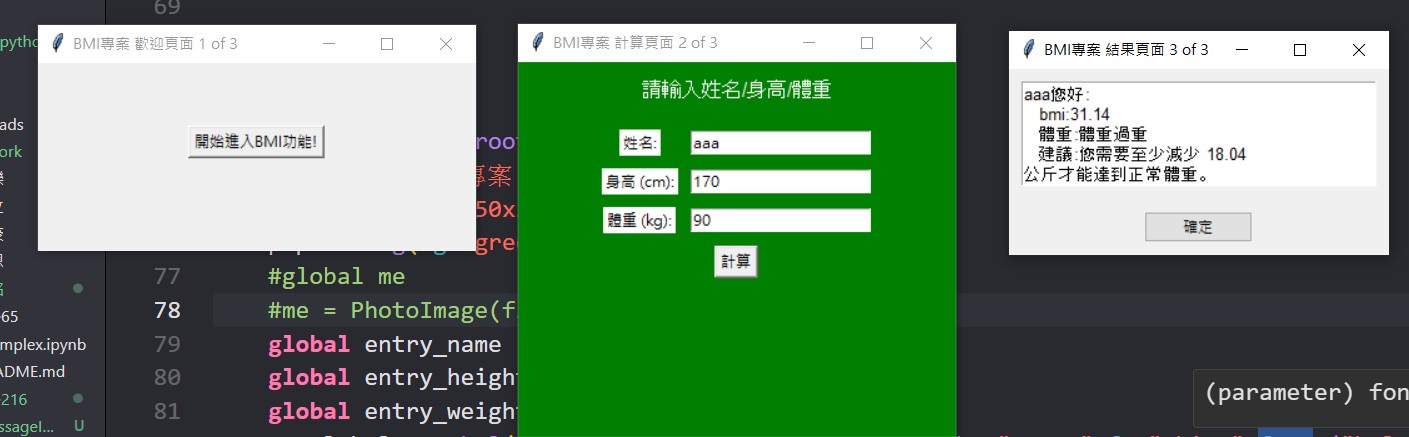 69
BMI專案 歡迎頁面 1 of 3
開始進入BMI功能!
BMI專案 計算頁面 2 of 3
請輸入姓名/身高/體重
姓名:
aaa
身高 (cm):
170
體重 (kg):
90
計算
BMI專案 結果頁面 3 of 3
aaa您好:
bmi:31.14
體重:體重過重
建議:您需要至少減少 18.04
公斤才能達到正常體重。
確定
77 #global me
78 #me = PhotoImage(f
79 global entry_name
80 global entry_height
81 global entry_weight
(parameter) fon
pytho
ads
ork
65
mplex.ipynb
ADME.md
216
ssageI... U
專案
50x
gre